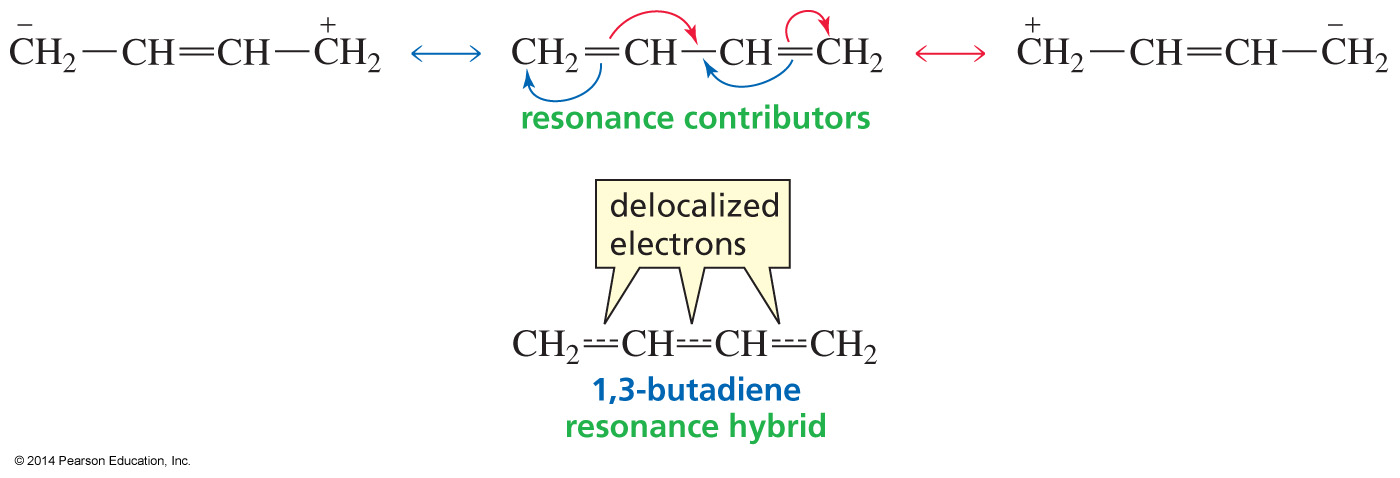 ⁻CH₂—CH=CH—⁺CH₂ ↔ CH₂=CH—CH=CH₂ ↔ ⁺CH₂—CH=CH—⁻CH₂
resonance contributors
delocalized
electrons
CH₂=CH=CH=CH₂
1,3-butadiene
resonance hybrid
© 2014 Pearson Education, Inc.